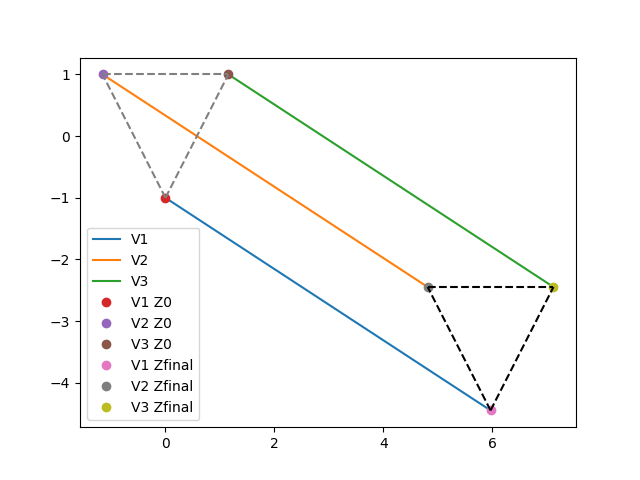 1
0
−1
−2
−3
−4
V1
V2
V3
V1 Z0
V2 Z0
V3 Z0
V1 Zfinal
V2 Zfinal
V3 Zfinal
0 2 4 6